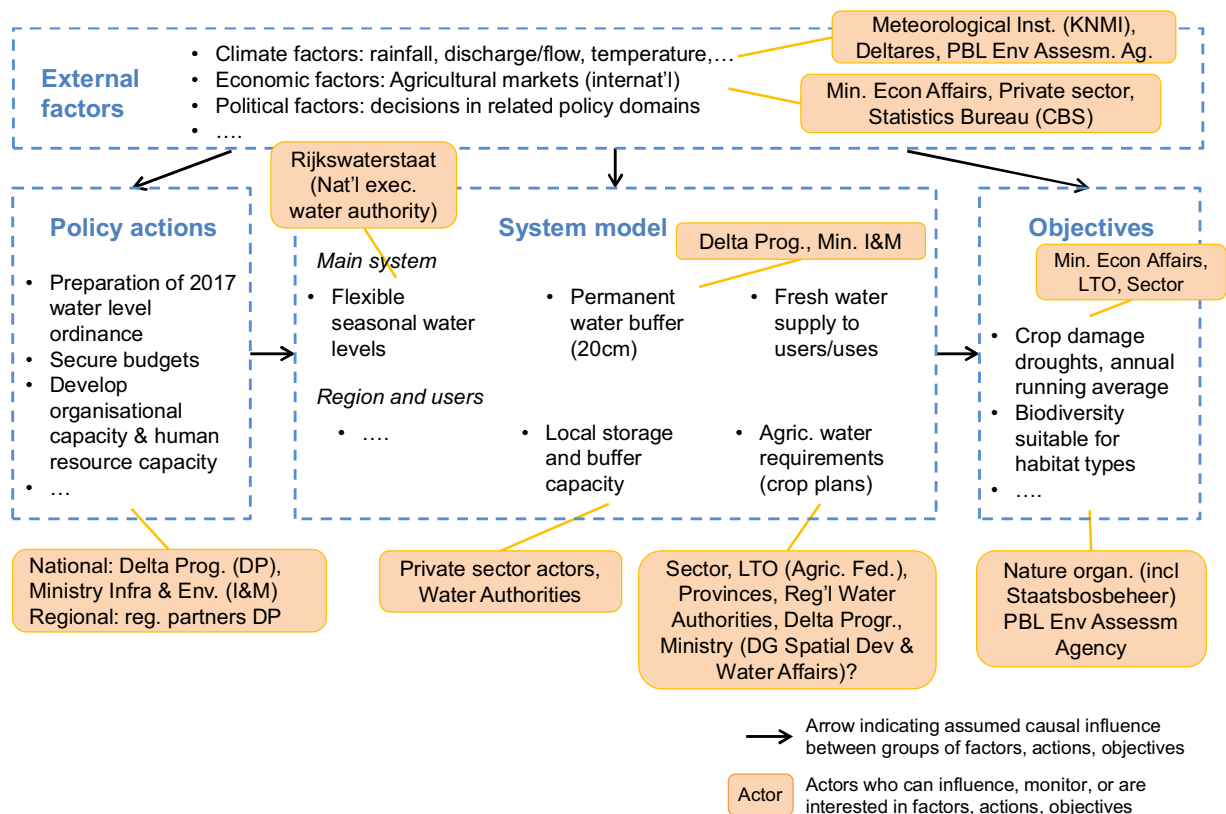 Meteorological Inst. (KNMI),
Deltares, PBL Env Assesm. Ag.
External
factors
• Climate factors: rainfall, discharge/flow, temperature,…
• Economic factors: Agricultural markets (internat’l)
• Political factors: decisions in related policy domains
• ….
Min. Econ Affairs, Private sector,
Statistics Bureau (CBS)
Rijkswaterstaat
(Nat’l exec.
water authority)
Policy actions
• Preparation of 2017
water level
ordinance
• Secure budgets
• Develop
organisational
capacity & human
resource capacity
• …
System model
Delta Prog., Min. I&M
Main system
• Flexible
seasonal water
levels
• Permanent
water buffer
(20cm)
• Fresh water
supply to
users/uses
Region and users
• ….
• Local storage
and buffer
capacity
• Agric. water
requirements
(crop plans)
Objectives
Min. Econ Affairs,
LTO, Sector
• Crop damage
droughts, annual
running average
• Biodiversity
suitable for
habitat types
• ….
National: Delta Prog. (DP),
Ministry Infra & Env. (I&M)
Regional: reg. partners DP
Private sector actors,
Water Authorities
Sector, LTO (Agric. Fed.),
Provinces, Reg’l Water
Authorities, Delta Progr.,
Ministry (DG Spatial Dev &
Water Affairs)?
Nature organ. (incl
Staatsbosbeheer)
PBL Env Assessm
Agency
Arrow indicating assumed causal influence
between groups of factors, actions, objectives
Actor
Actors who can influence, monitor, or are
interested in factors, actions, objectives